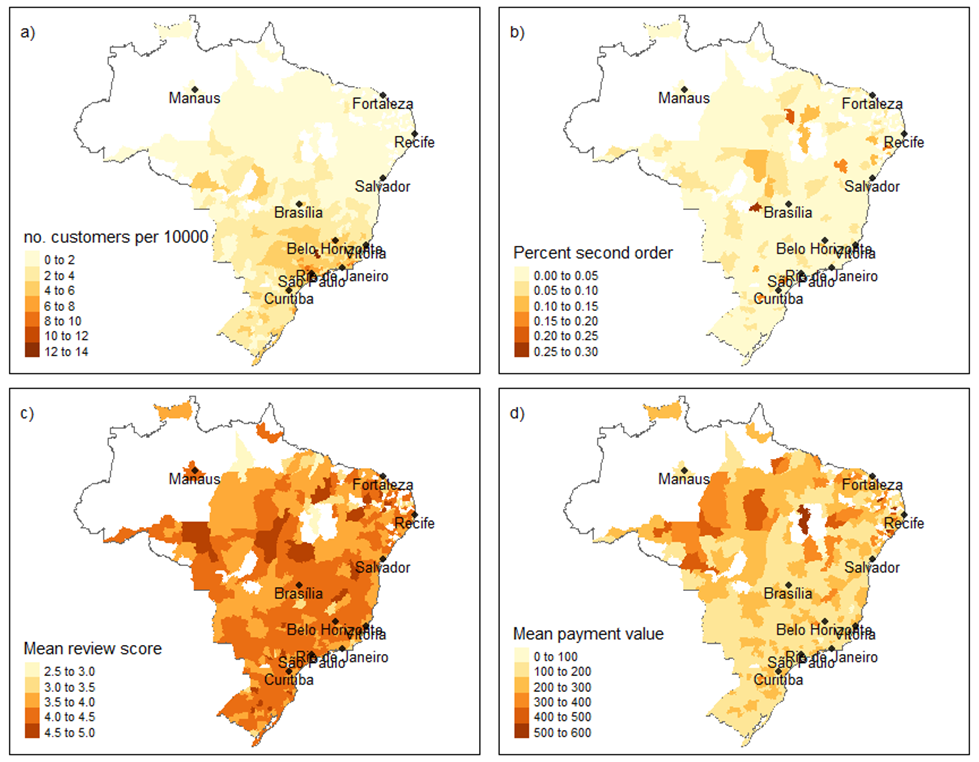 a)
Manaus
Fortaleza
Recife
Salvador
Brasília
Belo Horizonte
Vitória
Rio de Janeiro
São Paulo
Curitiba
no. customers per 10000
0 to 2
2 to 4
4 to 6
6 to 8
8 to 10
10 to 12
12 to 14
b)
Manaus
Fortaleza
Recife
Salvador
Brasília
Belo Horizonte
Vitória
Rio de Janeiro
São Paulo
Curitiba
Percent second order
0.00 to 0.05
0.05 to 0.10
0.10 to 0.15
0.15 to 0.20
0.20 to 0.25
0.25 to 0.30
c)
Manaus
Fortaleza
Recife
Salvador
Brasília
Belo Horizonte
Vitória
Rio de Janeiro
São Paulo
Curitiba
Mean review score
2.5 to 3.0
3.0 to 3.5
3.5 to 4.0
4.0 to 4.5
4.5 to 5.0
d)
Manaus
Fortaleza
Recife
Salvador
Brasília
Belo Horizonte
Vitória
Rio de Janeiro
São Paulo
Curitiba
Mean payment value
0 to 100
100 to 200
200 to 300
300 to 400
400 to 500
500 to 600